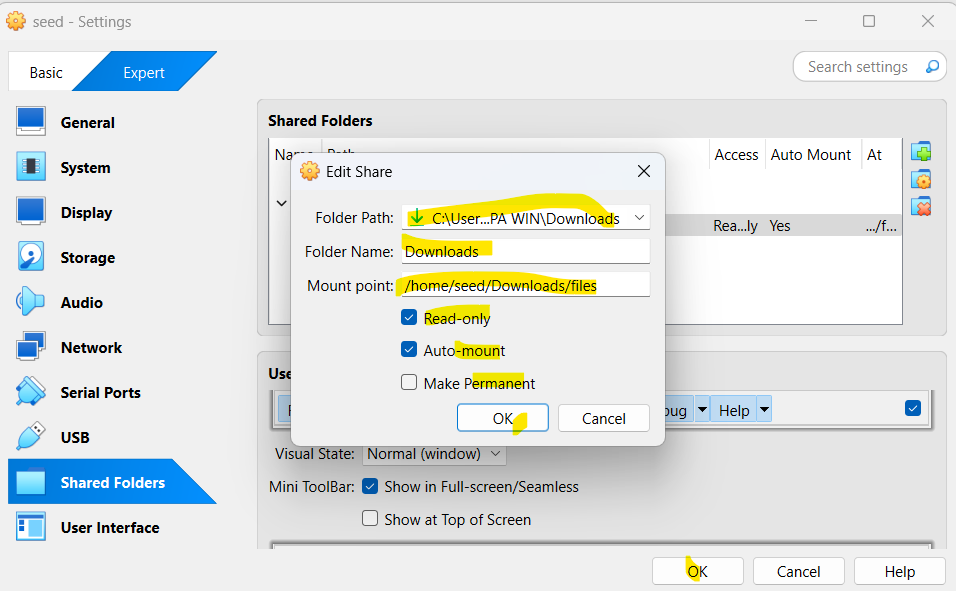 seed - Settings
Basic
Expert
Search settings
General
System
Display
Storage
Audio
Network
Serial Ports
USB
Shared Folders
User Interface
Shared Folders
Name Path Access Auto Mount At
Rea...ly Yes .../f...
Edit Share
Folder Path: C:\User...PA WIN\Downloads
Folder Name: Downloads
Mount point: /home/seed/Downloads/files
Read-only
Auto-mount
Make Permanent
OK Cancel
Help
Visual State: Normal (window)
Mini ToolBar: Show in Full-screen/Seamless
Show at Top of Screen
OK Cancel Help